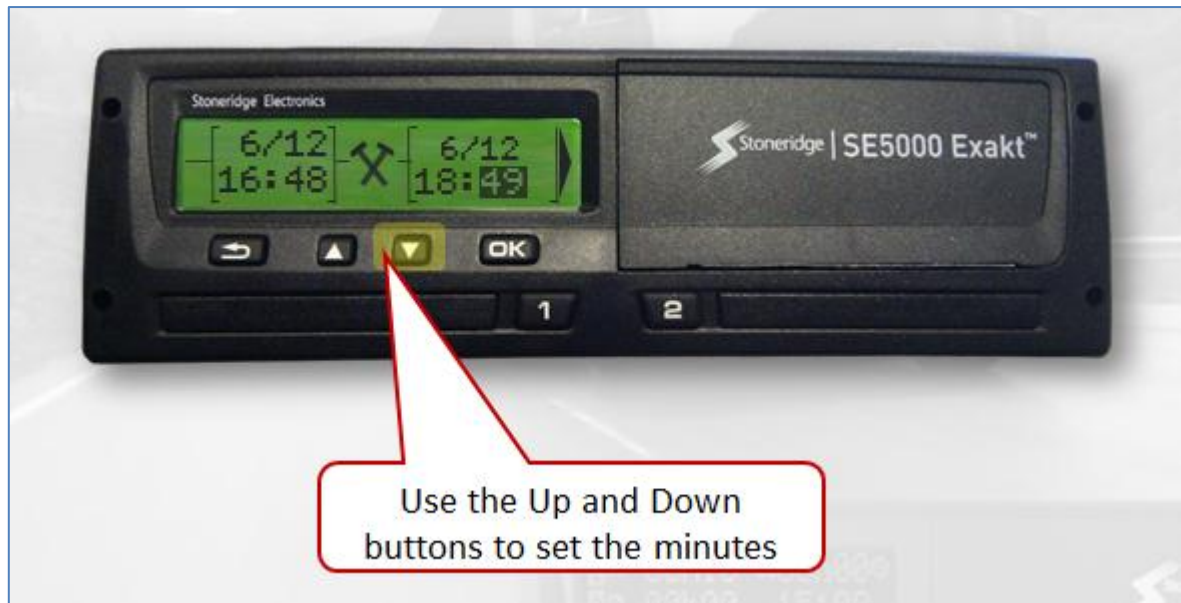 Stoneridge Electronics
6/12 6/12
16:48 18:49
Stoneridge | SE5000 Exakt™
OK
1 2
Use the Up and Down
buttons to set the minutes